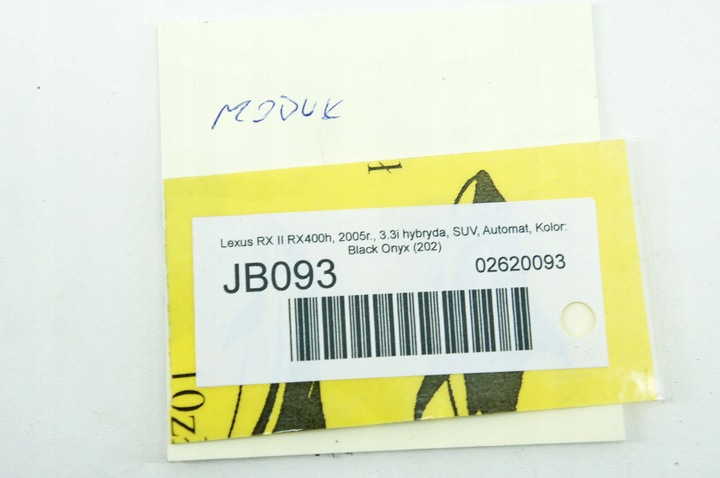 MODUŁ
Lexus RX II RX400h, 2005r., 3.3i hybryda, SUV, Automat, Kolor:
Black Onyx (202)
JB093
02620093